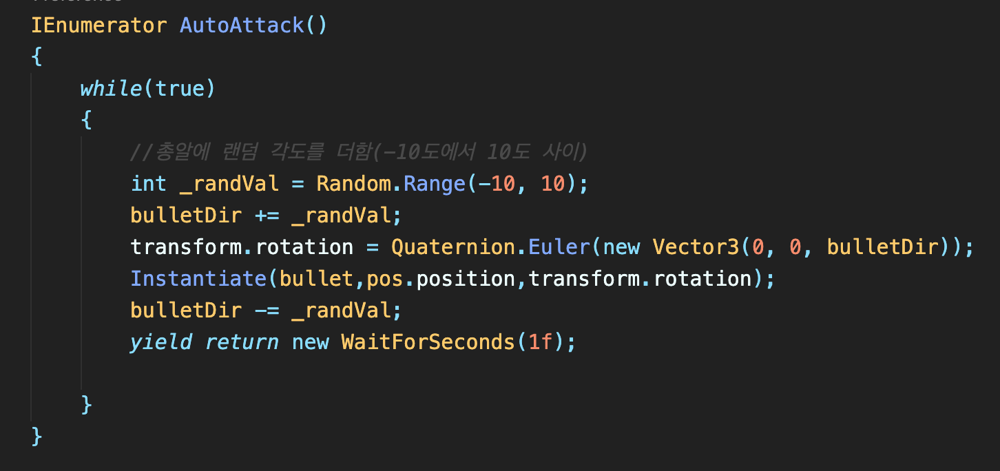 IEnumerator AutoAttack()
{
while(true)
{
//총알에 랜덤 각도를 더함(-10도에서 10도 사이)
int _randVal = Random.Range(-10, 10);
bulletDir += _randVal;
transform.rotation = Quaternion.Euler(new Vector3(0, 0, bulletDir));
Instantiate(bullet,pos.position,transform.rotation);
bulletDir -= _randVal;
yield return new WaitForSeconds(1f);
}
}